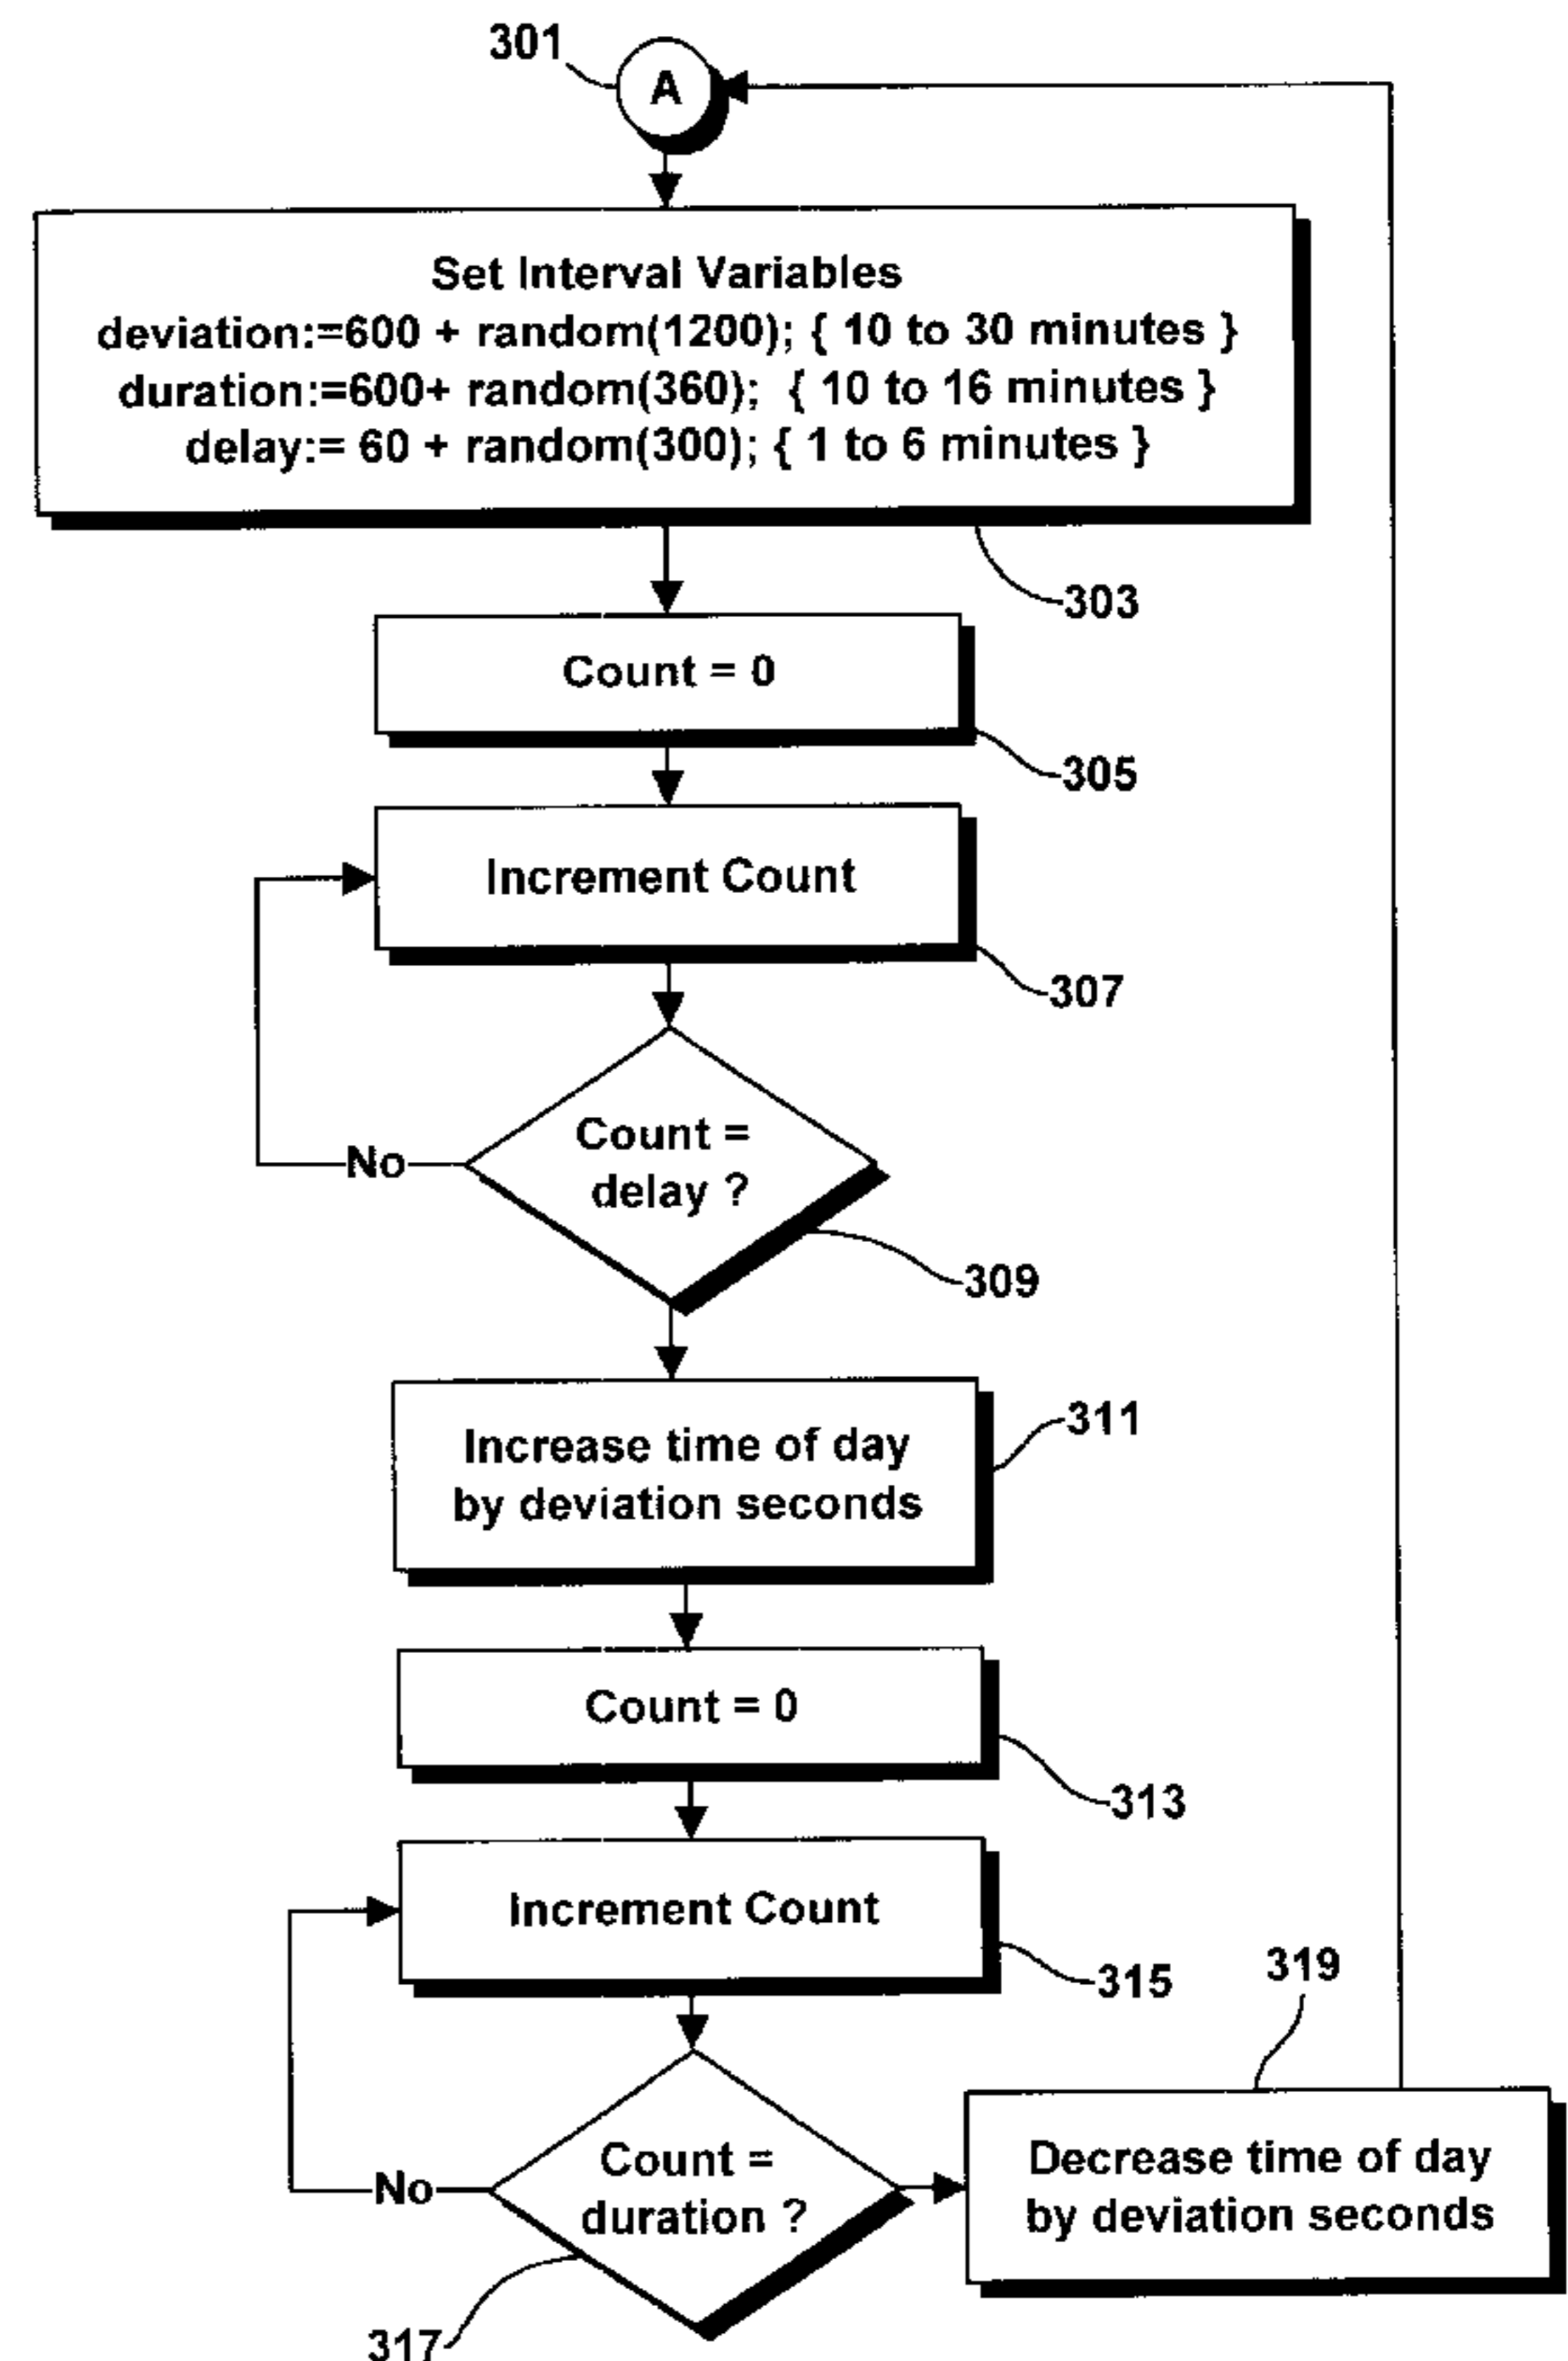 301
A
Set Interval Variables
deviation:=600 + random(1200); { 10 to 30 minutes }
duration:=600+ random(360); { 10 to 16 minutes }
delay:= 60 + random(300); { 1 to 6 minutes }
303
Count = 0
305
Increment Count
307
Count =
delay ?
No
309
Increase time of day
by deviation seconds
311
Count = 0
313
Increment Count
315
319
Count =
duration ?
No
Decrease time of day
by deviation seconds
317